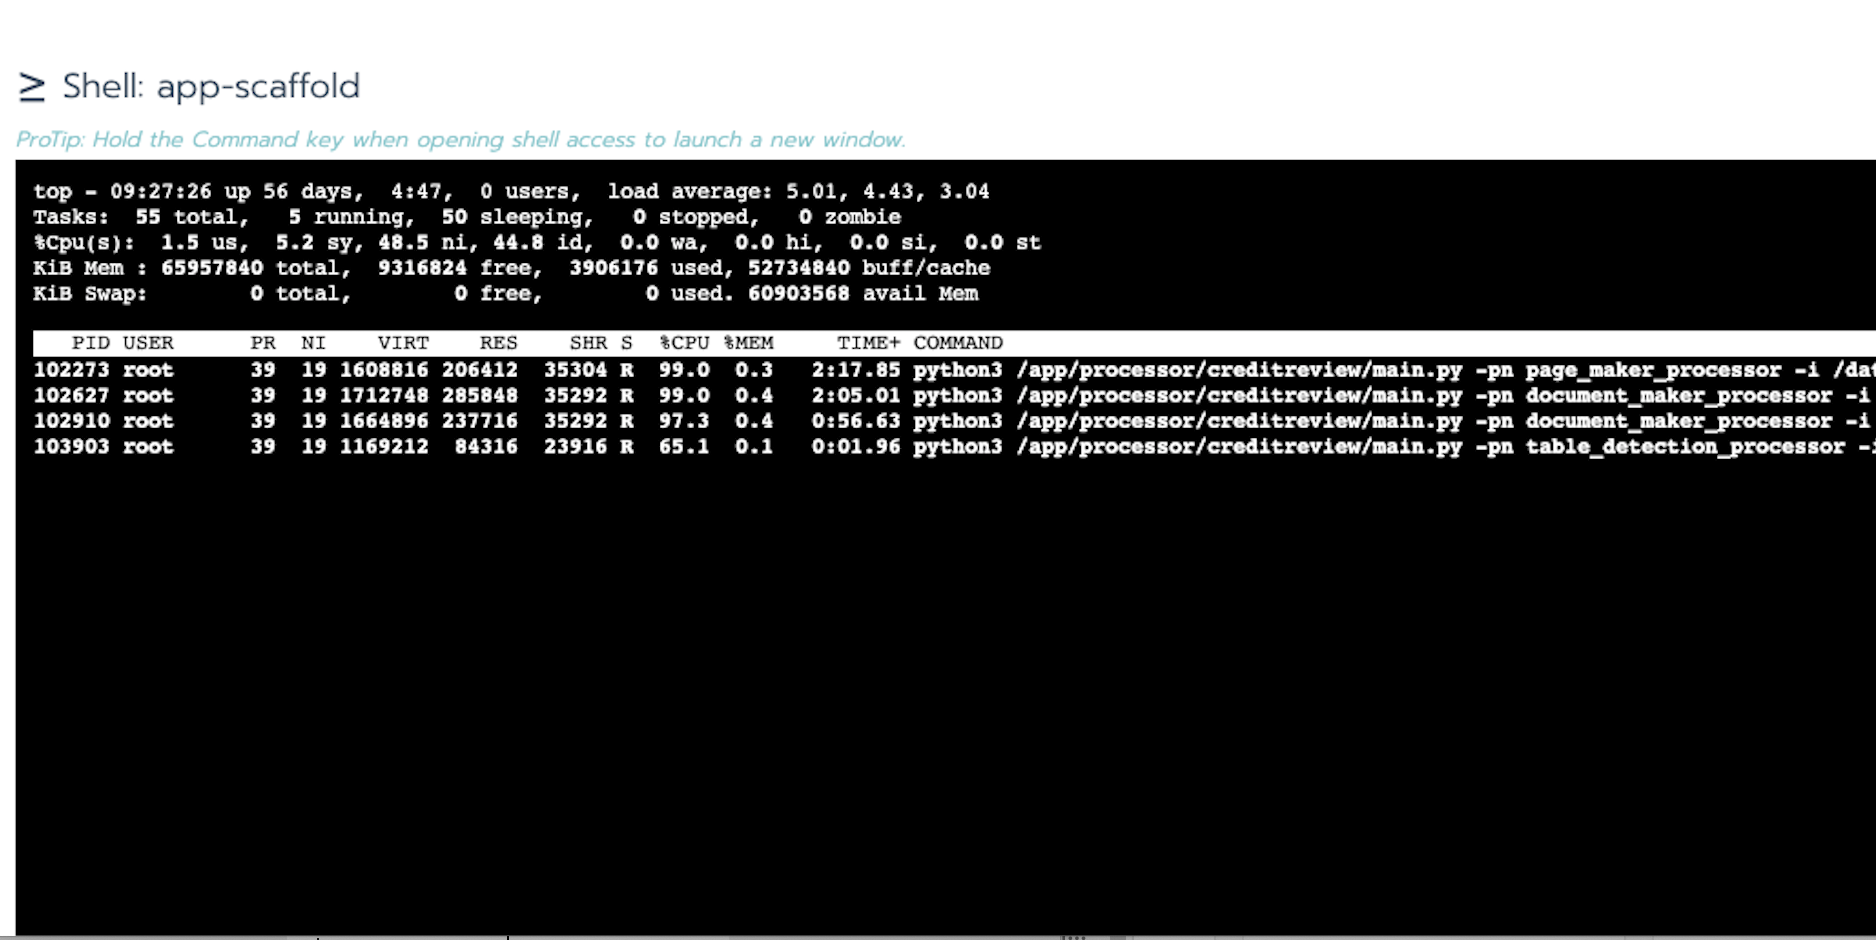 ≥ Shell: app-scaffold
ProTip: Hold the Command key when opening shell access to launch a new window.
top - 09:27:26 up 56 days,  4:47,  0 users,  load average: 5.01, 4.43, 3.04
Tasks:  55 total,   5 running,  50 sleeping,   0 stopped,   0 zombie
%Cpu(s):  1.5 us,  5.2 sy, 48.5 ni, 44.8 id,  0.0 wa,  0.0 hi,  0.0 si,  0.0 st
KiB Mem : 65957840 total,  9316824 free,  3906176 used, 52734840 buff/cache
KiB Swap:        0 total,        0 free,        0 used. 60903568 avail Mem
   PID USER      PR  NI    VIRT    RES    SHR S  %CPU %MEM     TIME+ COMMAND
102273 root      39  19 1608816 206412  35304 R  99.0  0.3   2:17.85 python3 /app/processor/creditreview/main.py -pn page_maker_processor -i /dat
102627 root      39  19 1712748 285848  35292 R  99.0  0.4   2:05.01 python3 /app/processor/creditreview/main.py -pn document_maker_processor -i
102910 root      39  19 1664896 237716  35292 R  97.3  0.4   0:56.63 python3 /app/processor/creditreview/main.py -pn document_maker_processor -i
103903 root      39  19 1169212  84316  23916 R  65.1  0.1   0:01.96 python3 /app/processor/creditreview/main.py -pn table_detection_processor -i